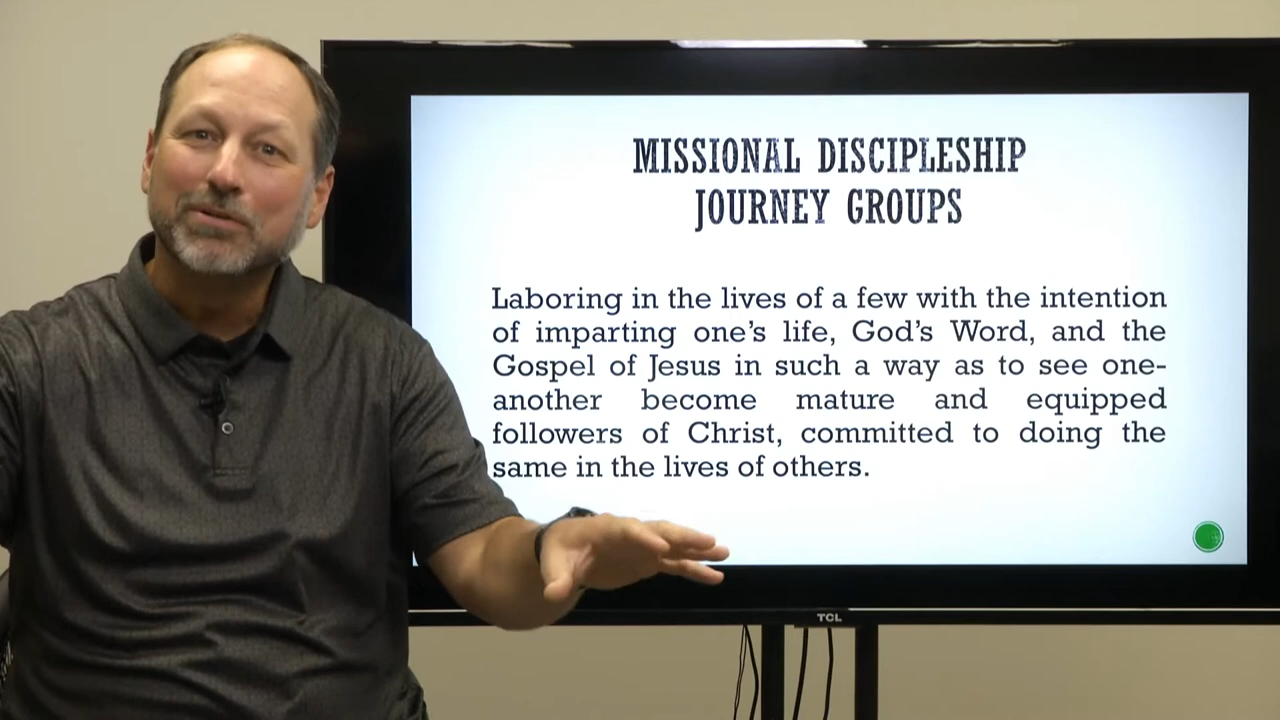 MISSIONAL DISCIPLESHIP
JOURNEY GROUPS
Laboring in the lives of a few with the intention
of imparting one's life, God's Word, and the
Gospel of Jesus in such a way as to see one-
another become mature and equipped
followers of Christ, committed to doing the
same in the lives of others.
TCL